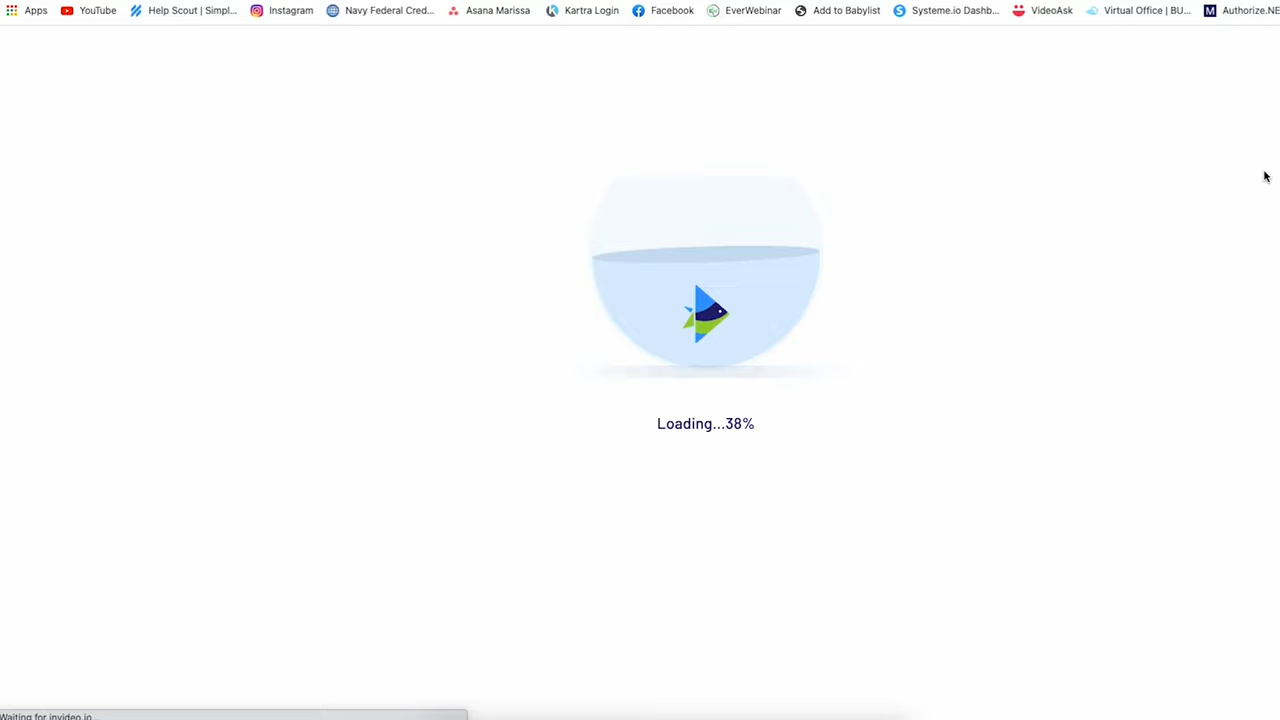 Apps YouTube Help Scout | Simpl... Instagram Navy Federal Cred... Asana Marissa Kartra Login Facebook EverWebinar Add to Babylist Systeme.io Dashb... VideoAsk Virtual Office | BU... M Authorize.NE
Loading...38%
Waiting for invideo.io...